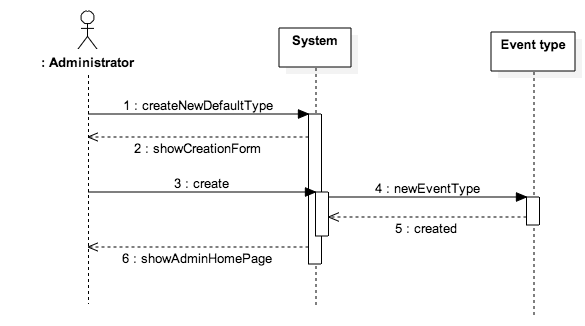 System
Event type
: Administrator
1 : createNewDefaultType
2 : showCreationForm
3 : create
4 : newEventType
5 : created
6 : showAdminHomePage